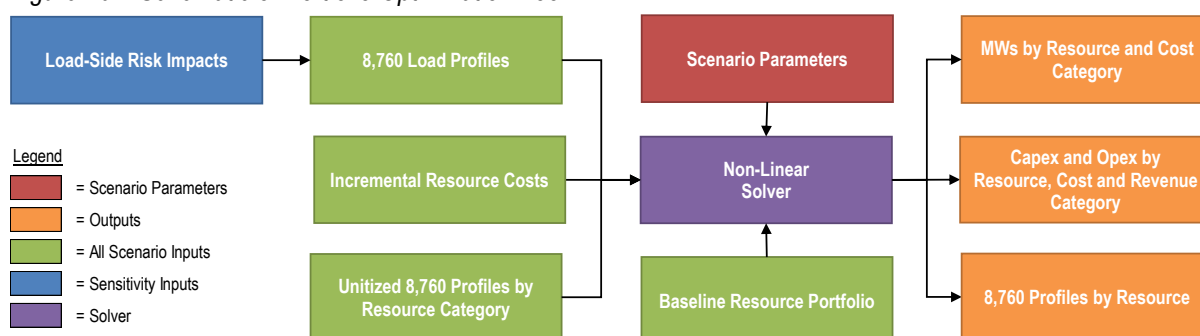 Load-Side Risk Impacts
8,760 Load Profiles
Scenario Parameters
MWs by Resource and Cost
Category
Legend
= Scenario Parameters
= Outputs
= All Scenario Inputs
= Sensitivity Inputs
= Solver
Incremental Resource Costs
Non-Linear
Solver
Capex and Opex by
Resource, Cost and Revenue
Category
Unitized 8,760 Profiles by
Resource Category
Baseline Resource Portfolio
8,760 Profiles by Resource